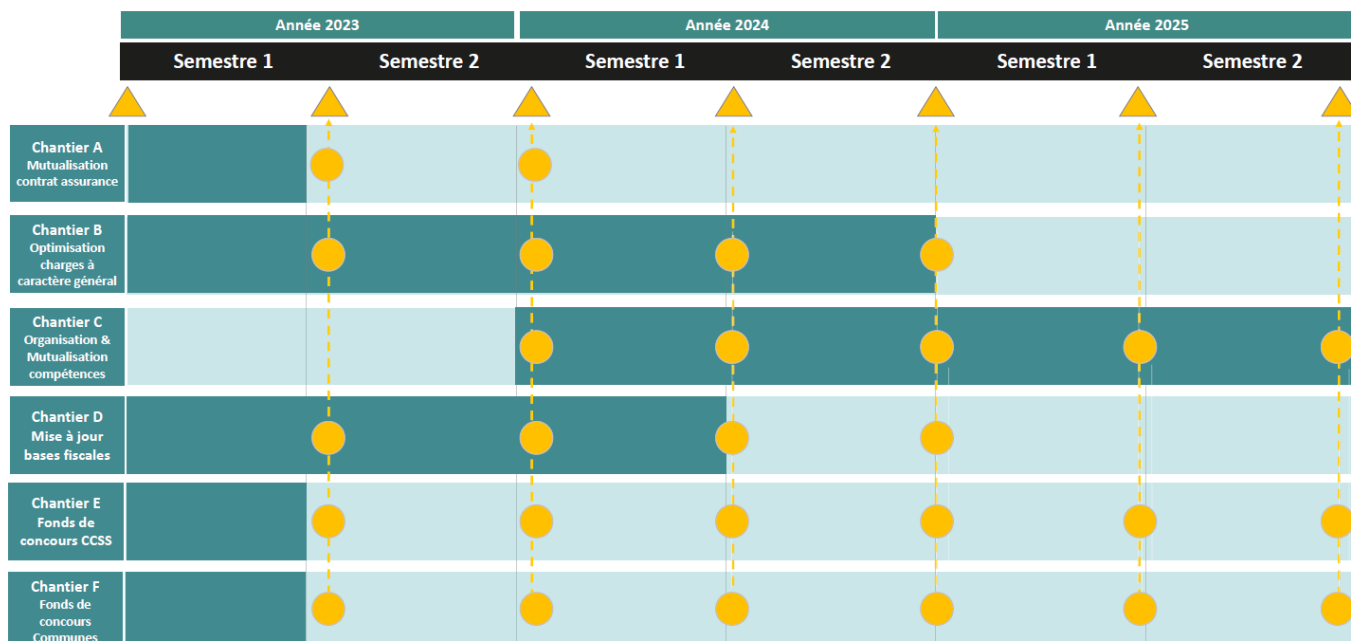 Année 2023
Année 2024
Année 2025
Semestre 1
Semestre 2
Semestre 1
Semestre 2
Semestre 1
Semestre 2
Chantier A
Mutualisation
contrat assurance
Chantier B
Optimisation
charges à
caractère général
Chantier C
Organisation &
Mutualisation
compétences
Chantier D
Mise à jour
bases fiscales
Chantier E
Fonds de
concours CCSS
Chantier F
Fonds de
concours
Communes